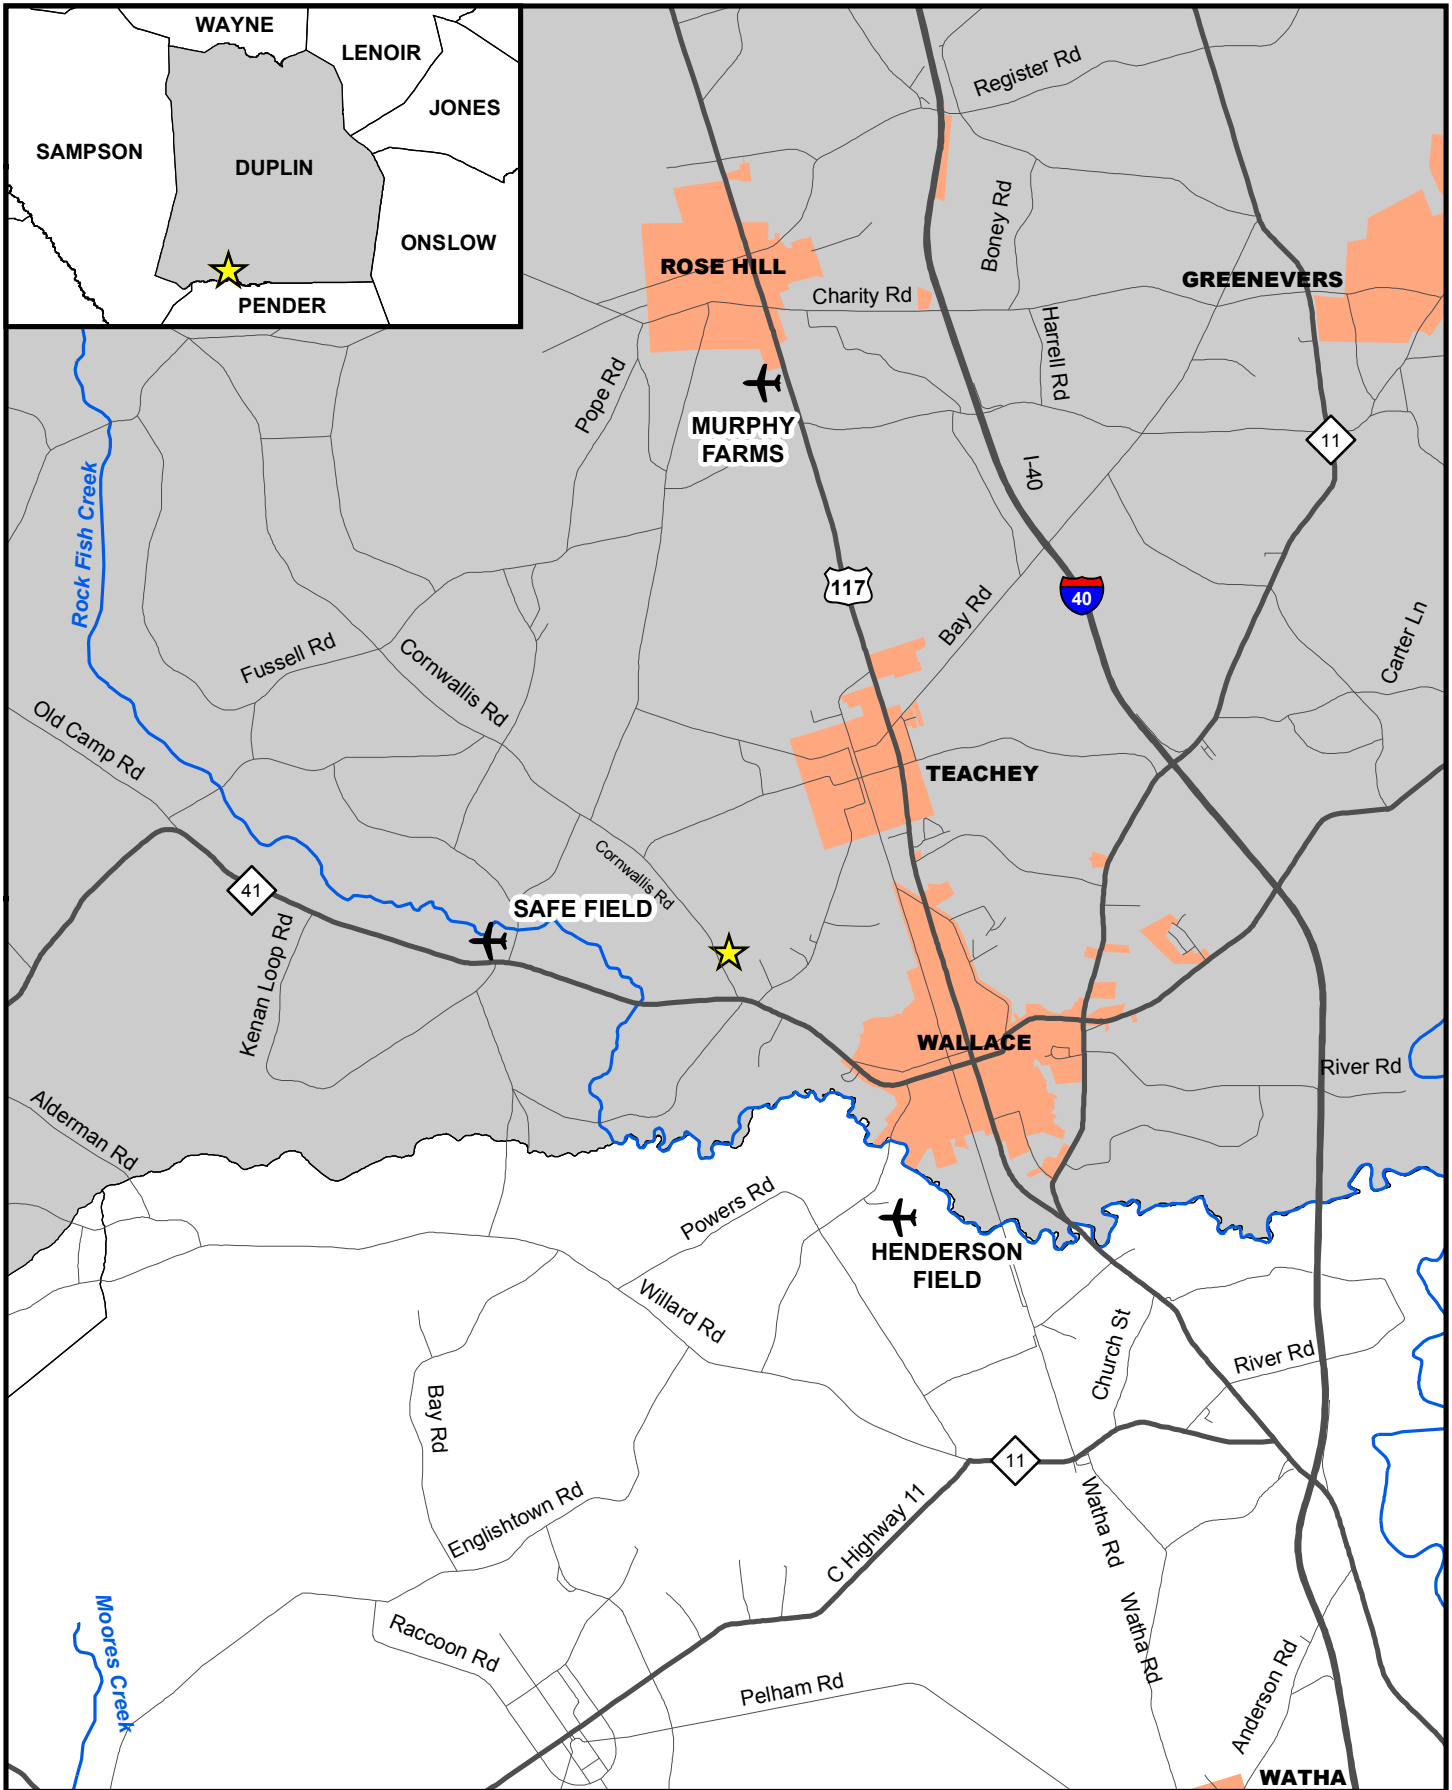 WAYNE
LENOIR
JONES
SAMPSON
DUPLIN
ONSLOW
PENDER
Register Rd
Boney Rd
ROSE HILL
GREENEVERS
Charity Rd
Harrell Rd
Pope Rd
MURPHY
FARMS
11
I-40
Rock Fish Creek
117
40
Bay Rd
Carter Ln
Fussell Rd
Cornwallis Rd
Old Camp Rd
TEACHEY
Cornwallis Rd
41
SAFE FIELD
Kenan Loop Rd
WALLACE
River Rd
Alderman Rd
Powers Rd
HENDERSON
FIELD
Willard Rd
Church St
River Rd
Bay Rd
11
Englishtown Rd
C Highway 11
Watha Rd
Moores Creek
Raccoon Rd
Watha Rd
Pelham Rd
Anderson Rd
WATHA